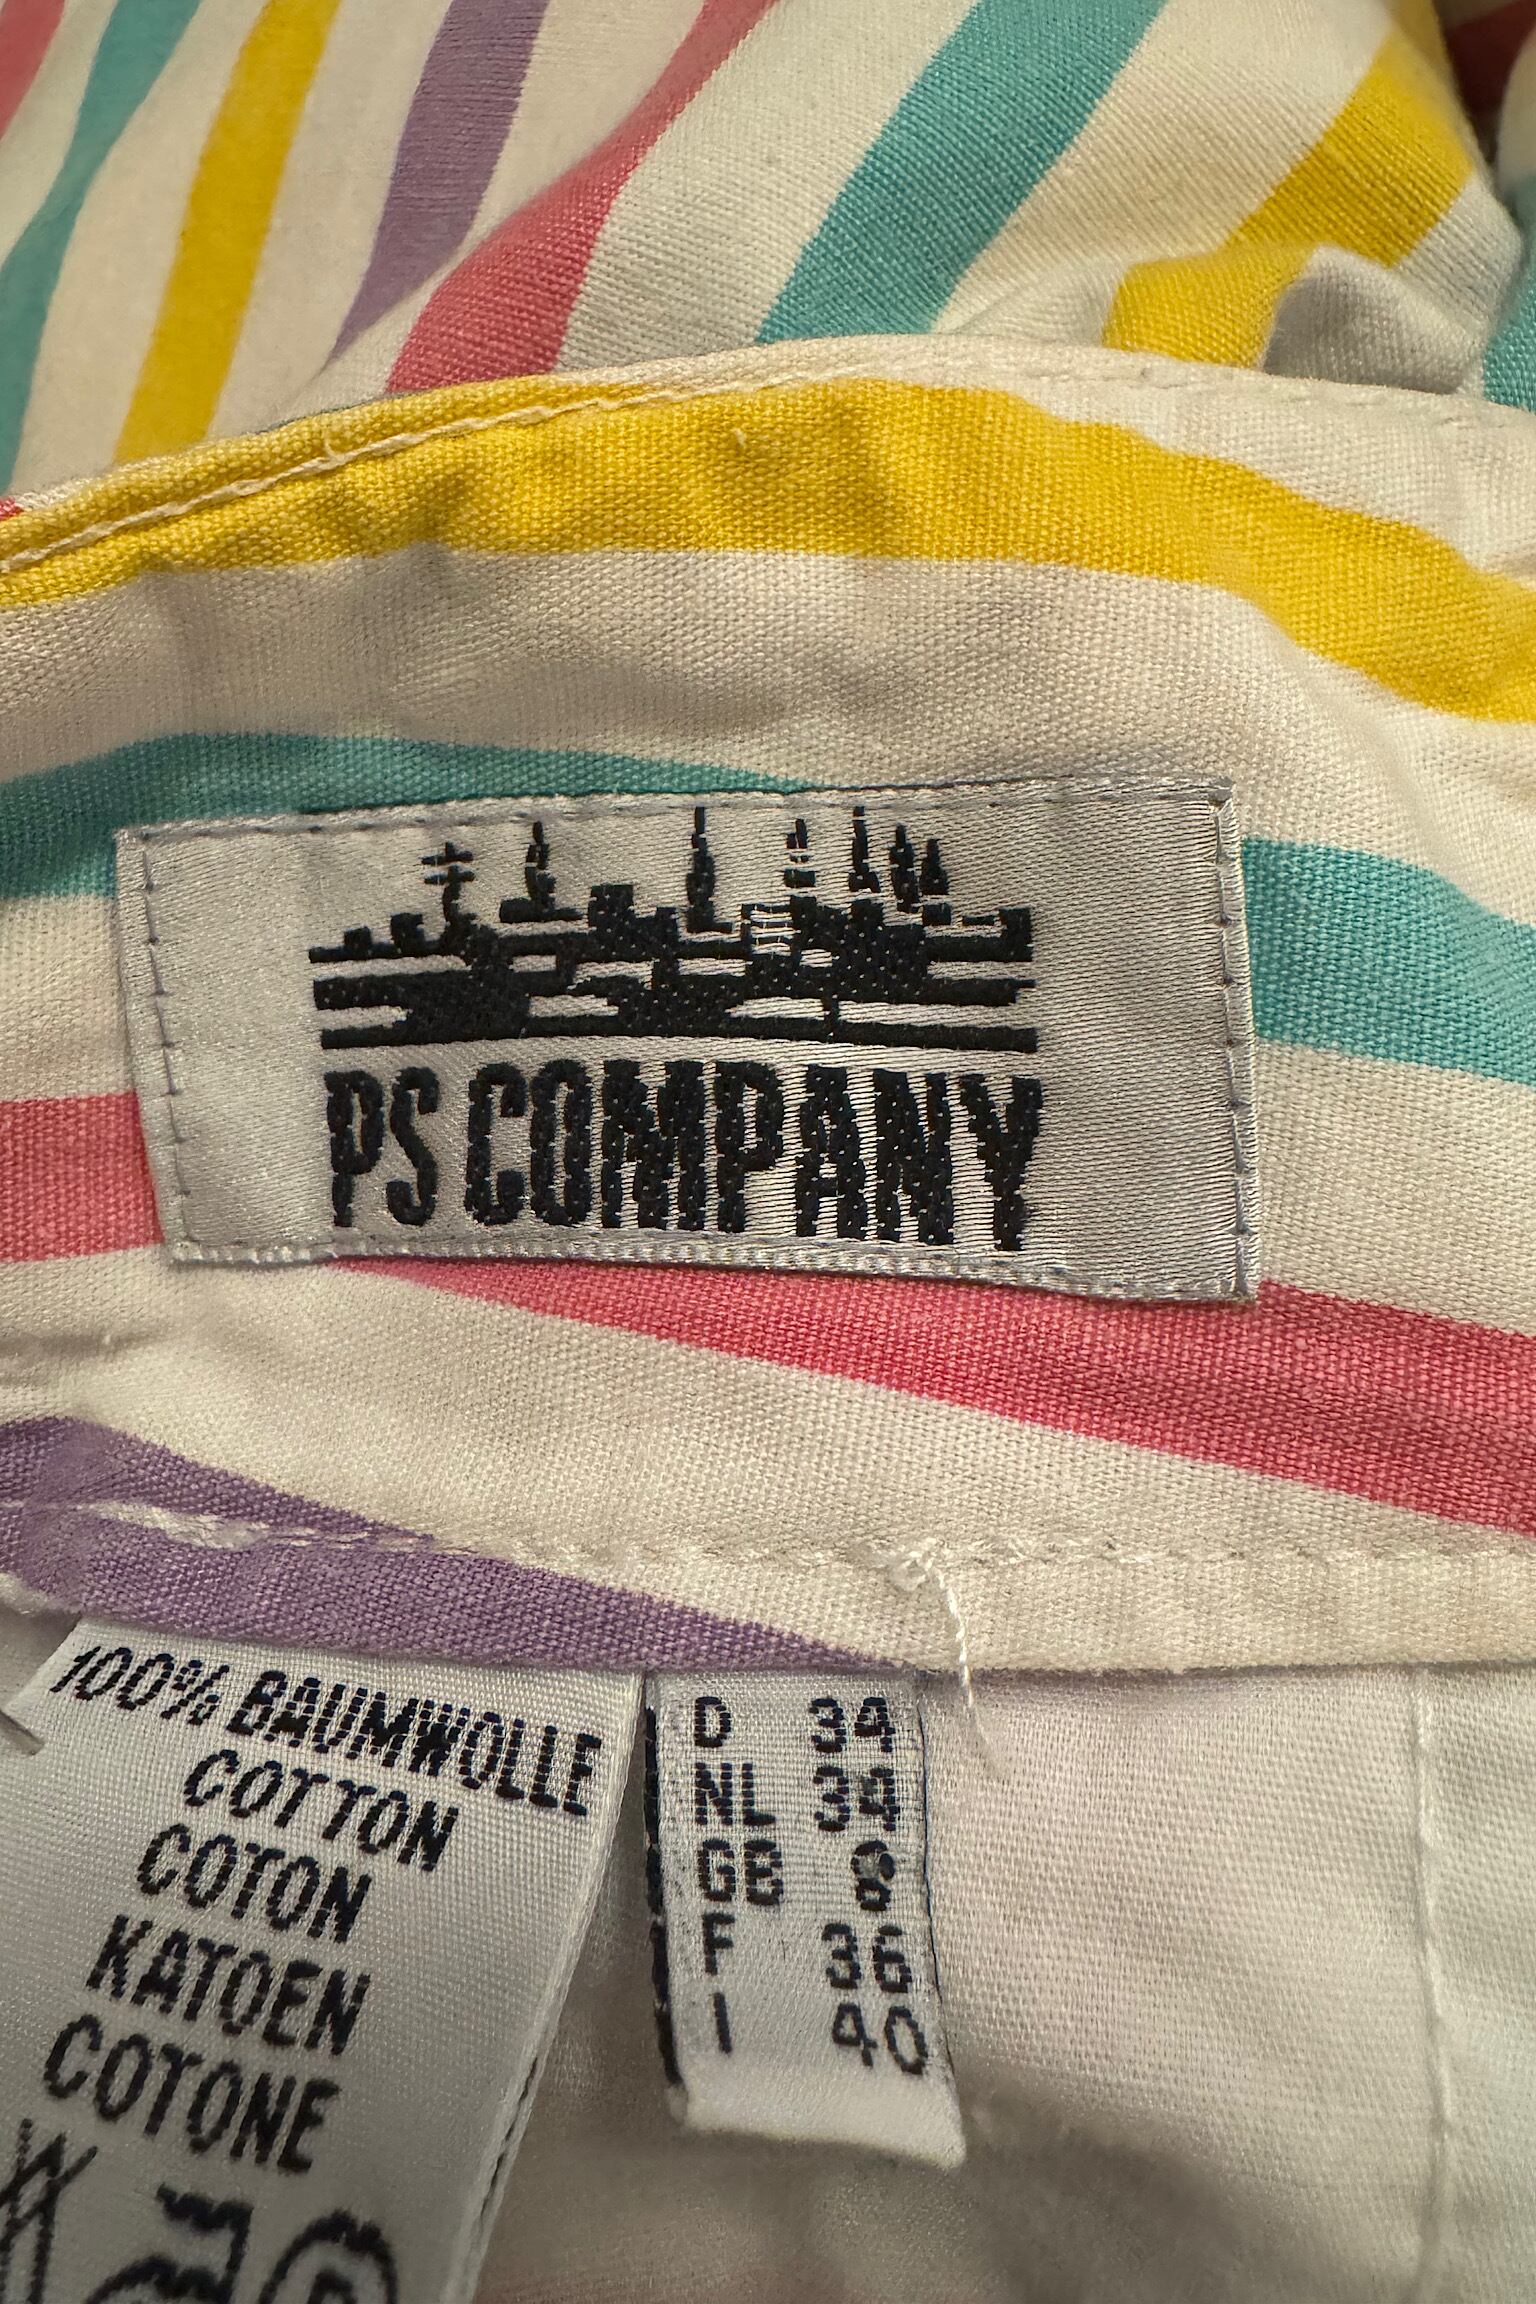 PS COMPANY
100% BAUMWOLLE
COTTON
COTON
KATOEN
COTONE
D 34
NL 34
GB 8
F 36
I 40